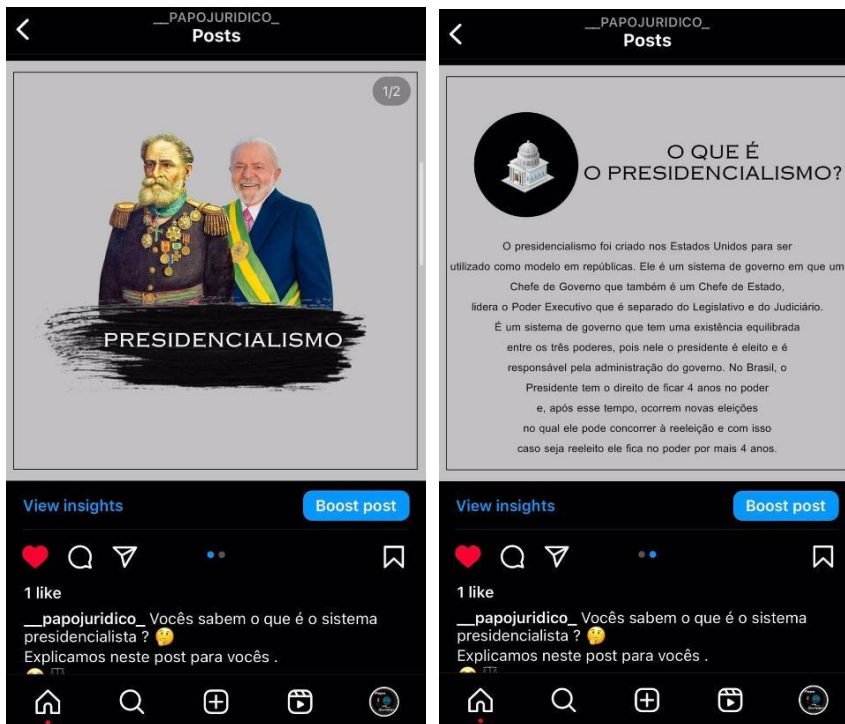 __PAPOJURIDICO_
Posts
1/2
PRESIDENCIALISMO
View insights
Boost post
1 like
__papojuridico_ Vocês sabem o que é o sistema
presidencialista ? 🤔
Explicamos neste post para vocês .
__PAPOJURIDICO_
Posts
O QUE É
O PRESIDENCIALISMO?
O presidencialismo foi criado nos Estados Unidos para ser
utilizado como modelo em repúblicas. Ele é um sistema de governo em que um
Chefe de Governo que também é um Chefe de Estado,
lidera o Poder Executivo que é separado do Legislativo e do Judiciário.
É um sistema de governo que tem uma existência equilibrada
entre os três poderes, pois nele o presidente é eleito e é
responsável pela administração do governo. No Brasil, o
Presidente tem o direito de ficar 4 anos no poder
e, após esse tempo, ocorrem novas eleições
no qual ele pode concorrer à reeleição e com isso
caso seja reeleito ele fica no poder por mais 4 anos.
View insights
Boost post
1 like
__papojuridico_ Vocês sabem o que é o sistema
presidencialista ? 🤔
Explicamos neste post para vocês .